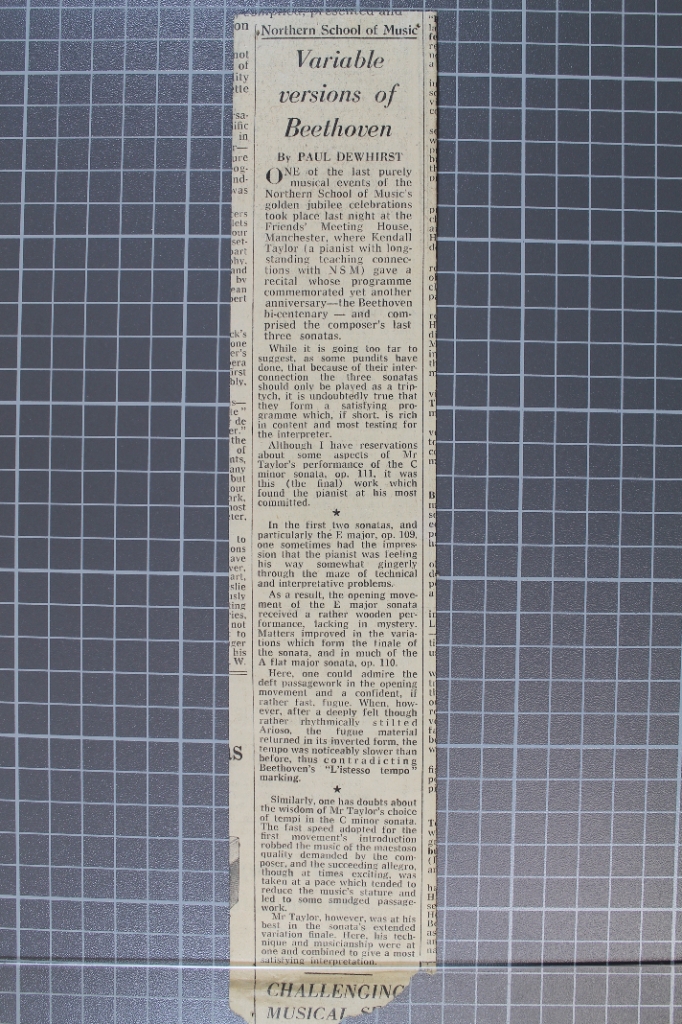 Northern School of Music
Variable
versions of
Beethoven
By PAUL DEWHIRST
ONE of the last purely
musical events of the
Northern School of Music's
golden jubilee celebrations
took place last night at the
Friends' Meeting House,
Manchester, where Kendall
Taylor (a pianist with long-
standing teaching connec-
tions with NSM) gave a
recital whose programme
commemorated yet another
anniversary—the Beethoven
bi-centenary — and com-
prised the composer's last
three sonatas.
While it is going too far to
suggest, as some pundits have
done, that because of their inter-
connection the three sonatas
should only be played as a trip-
tych, it is undoubtedly true that
they form a satisfying pro-
gramme which, if short, is rich
in content and most testing for
the interpreter.
Although I have reservations
about some aspects of Mr
Taylor's performance of the C
minor sonata, op. 111, it was
this (the final) work which
found the pianist at his most
committed.
★
In the first two sonatas, and
particularly the E major, op. 109,
one sometimes had the impres-
sion that the pianist was feeling
his way somewhat gingerly
through the maze of technical
and interpretative problems.
As a result, the opening move-
ment of the E major sonata
received a rather wooden per-
formance, lacking in mystery.
Matters improved in the varia-
tions which form the finale of
the sonata, and in much of the
A flat major sonata, op. 110.
Here, one could admire the
deft passagework in the opening
movement and a confident, if
rather fast, fugue. When, how-
ever, after a deeply felt though
rather rhythmically stilted
Arioso, the fugue material
returned in its inverted form, the
tempo was noticeably slower than
before, thus contradicting
Beethoven's "L'istesso tempo"
marking.
★
Similarly, one has doubts about
the wisdom of Mr Taylor's choice
of tempi in the C minor sonata.
The fast speed adopted for the
first movement's introduction
robbed the music of the maestoso
quality demanded by the com-
poser, and the succeeding allegro,
though at times exciting, was
taken at a pace which tended to
reduce the music's stature and
led to some smudged passage-
work.
Mr Taylor, however, was at his
best in the sonata's extended
variation finale. Here, his tech-
nique and musicianship were at
one and combined to give a most
satisfying interpretation.
CHALLENGING
MUSICAL